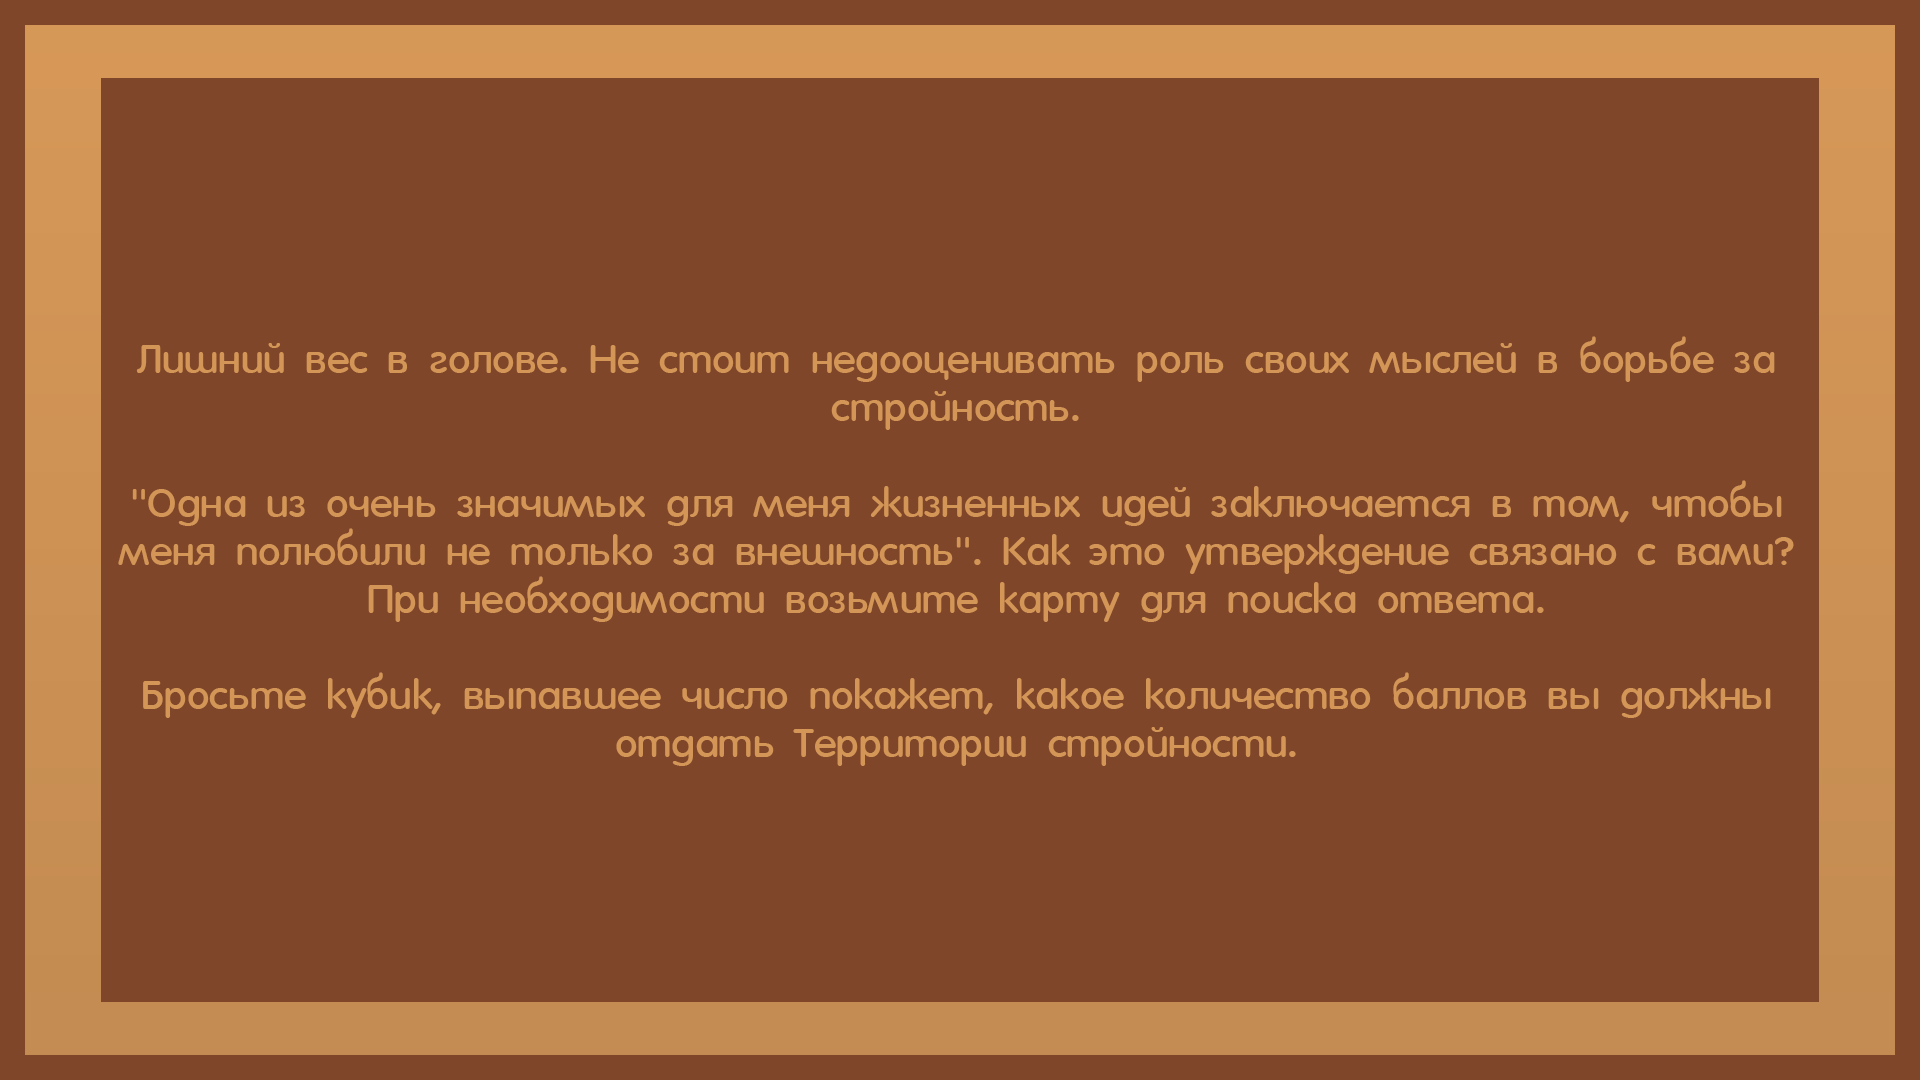 Лишний вес в голове. Не стоит недооценивать роль своих мыслей в борьбе за
стройность.
"Одна из очень значимых для меня жизненных идей заключается в том, чтобы
меня полюбили не только за внешность". Как это утверждение связано с вами?
При необходимости возьмите карту для поиска ответа.
Бросьте кубик, выпавшее число покажет, какое количество баллов вы должны
отдать Территории стройности.